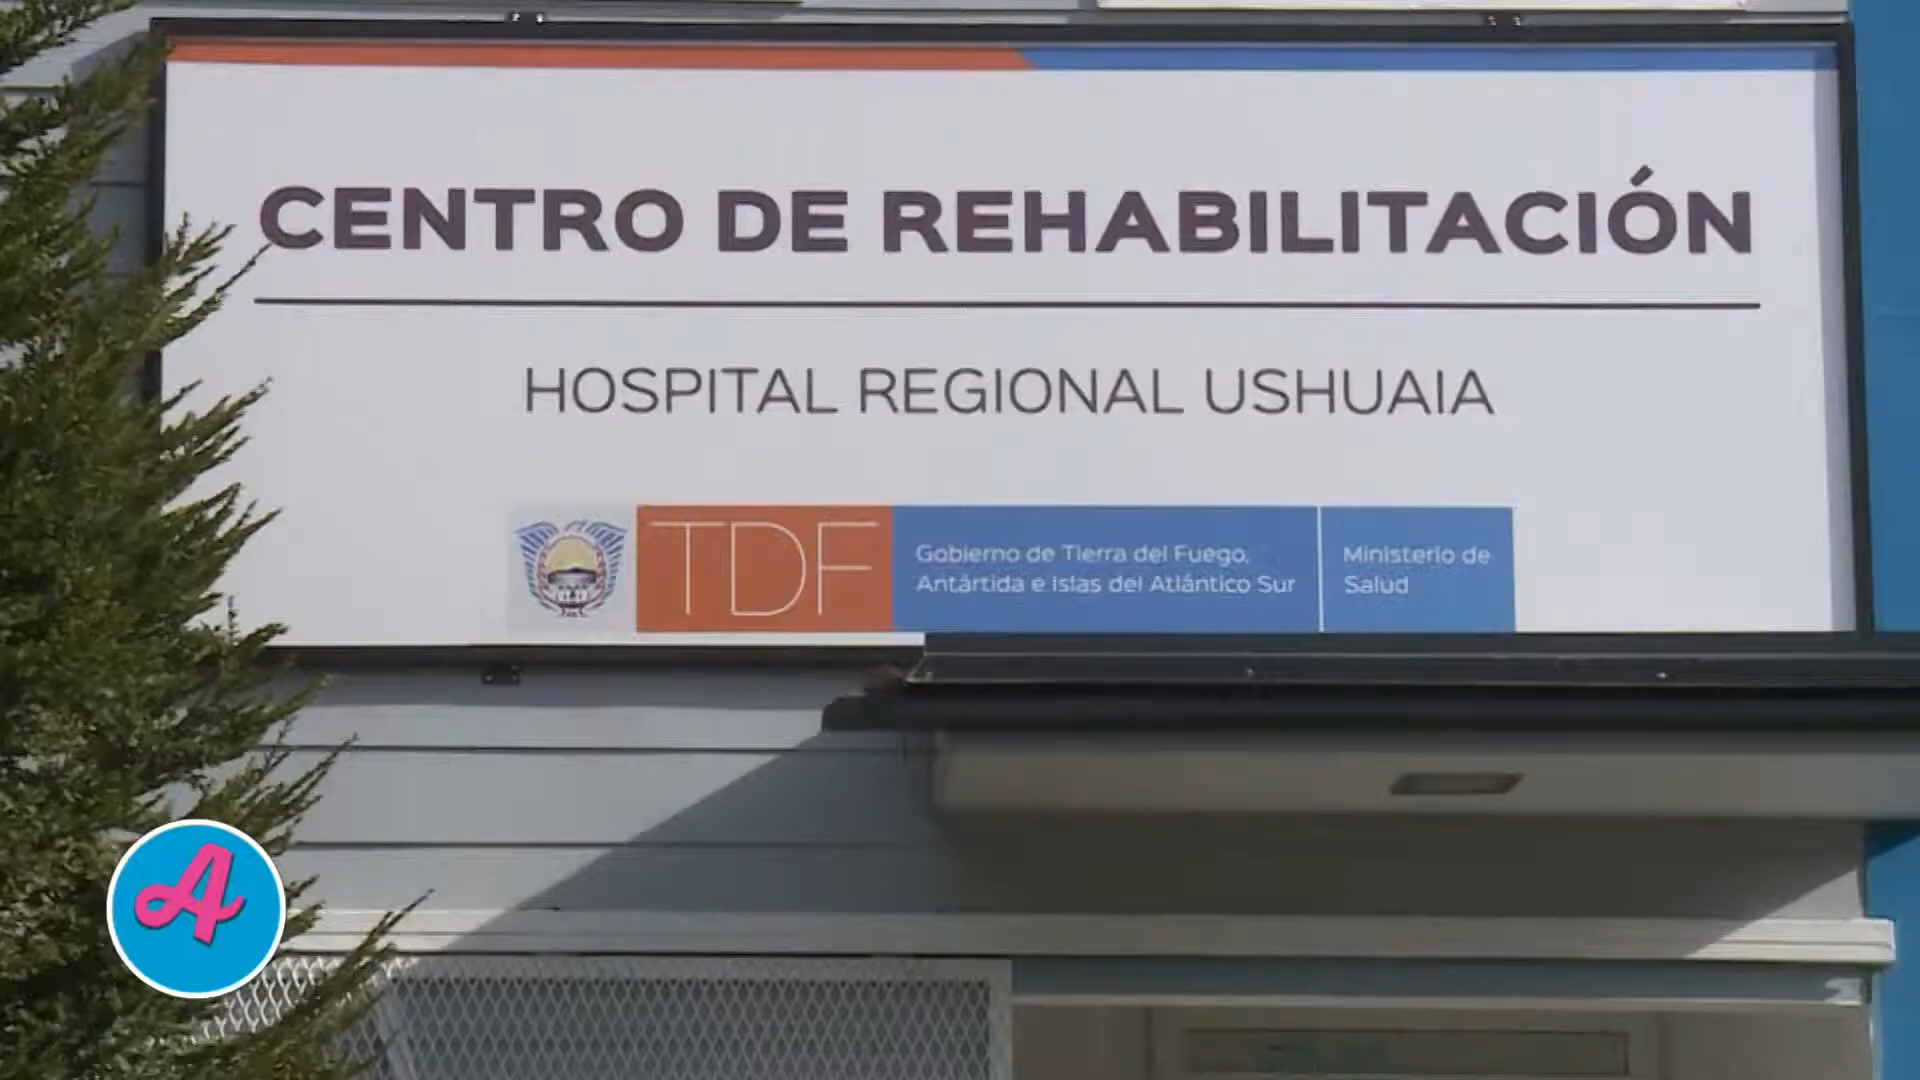 CENTRO DE REHABILITACIÓN
HOSPITAL REGIONAL USHUAIA
TDF
Gobierno de Tierra del Fuego,
Antártida e Islas del Atlántico Sur
Ministerio de
Salud
A